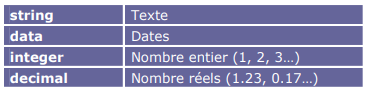 string Texte
data Dates
integer Nombre entier (1, 2, 3…)
decimal Nombre réels (1.23, 0.17…)